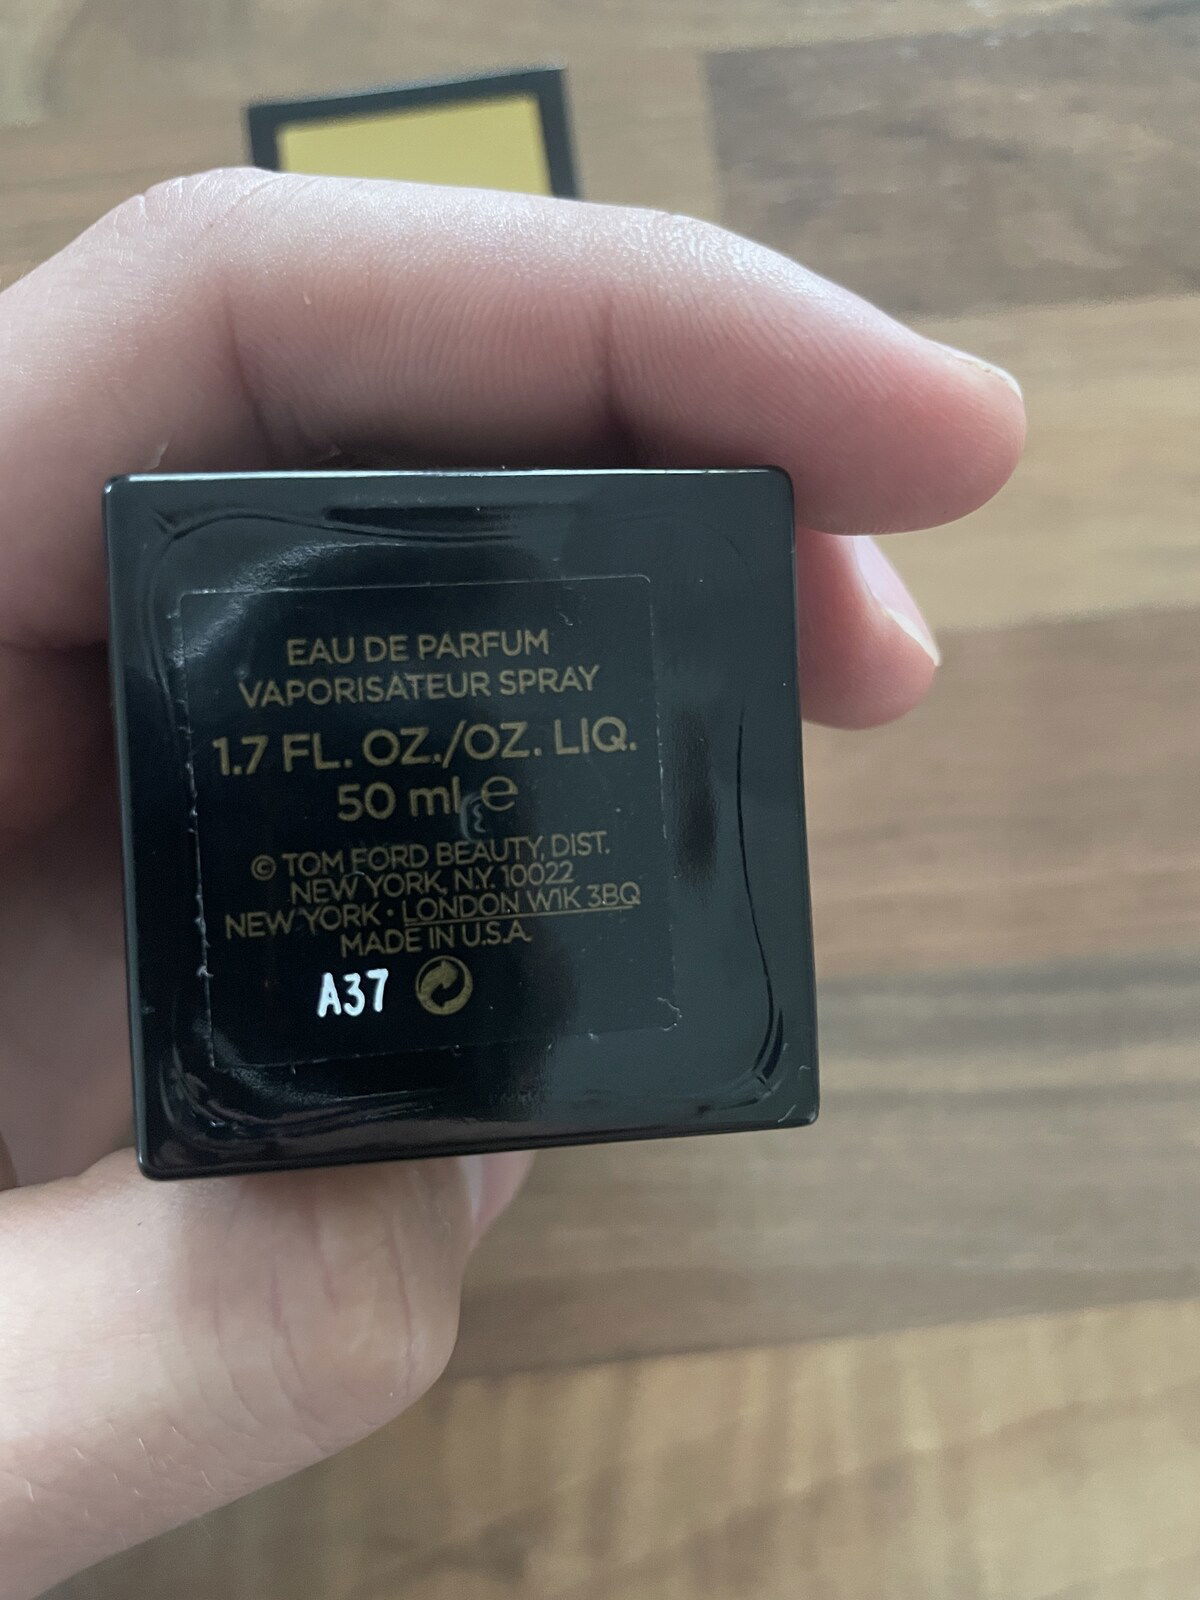 EAU DE PARFUM
VAPORISATEUR SPRAY
1.7 FL. OZ./OZ. LIQ.
50 ml ℮
© TOM FORD BEAUTY, DIST.
NEW YORK, N.Y. 10022
NEW YORK · LONDON W1K 3BQ
MADE IN U.S.A.
A37